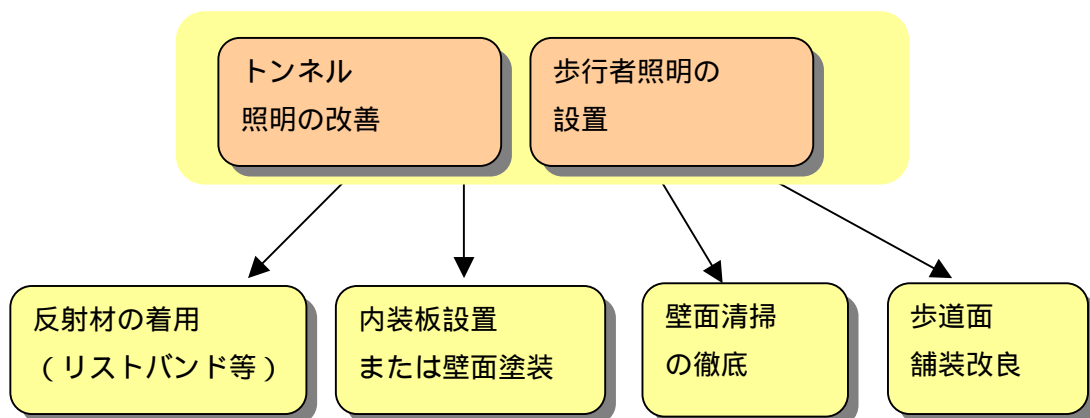 トンネル
照明の改善
歩行者照明の
設置
反射材の着用
（リストバンド等）
内装板設置
または壁面塗装
壁面清掃
の徹底
歩道面
舗装改良